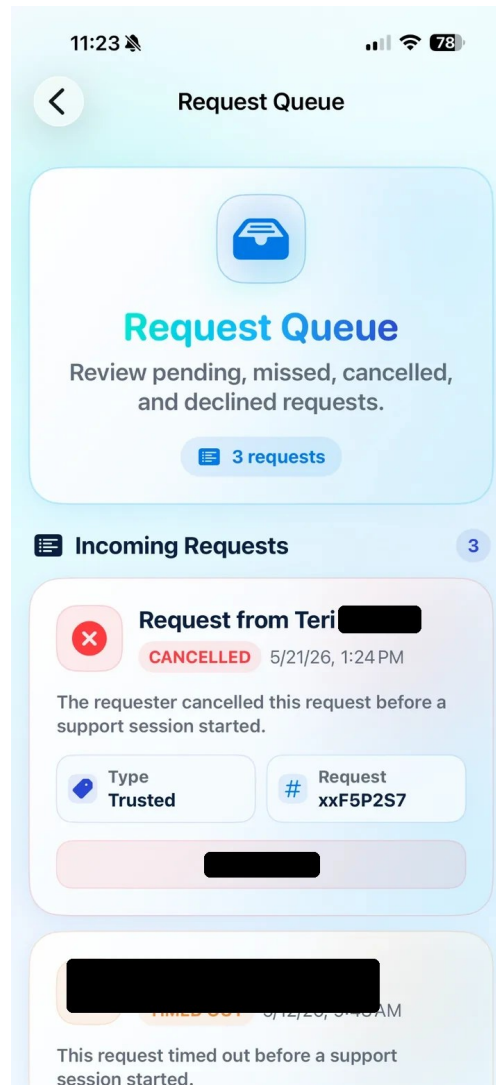 11:23
78
Request Queue
Request Queue
Review pending, missed, cancelled,
and declined requests.
3 requests
Incoming Requests
3
Request from Teri
CANCELLED 5/21/26, 1:24 PM
The requester cancelled this request before a
support session started.
Type
Trusted
# Request
xxF5P2S7
AM
This request timed out before a support
session started.